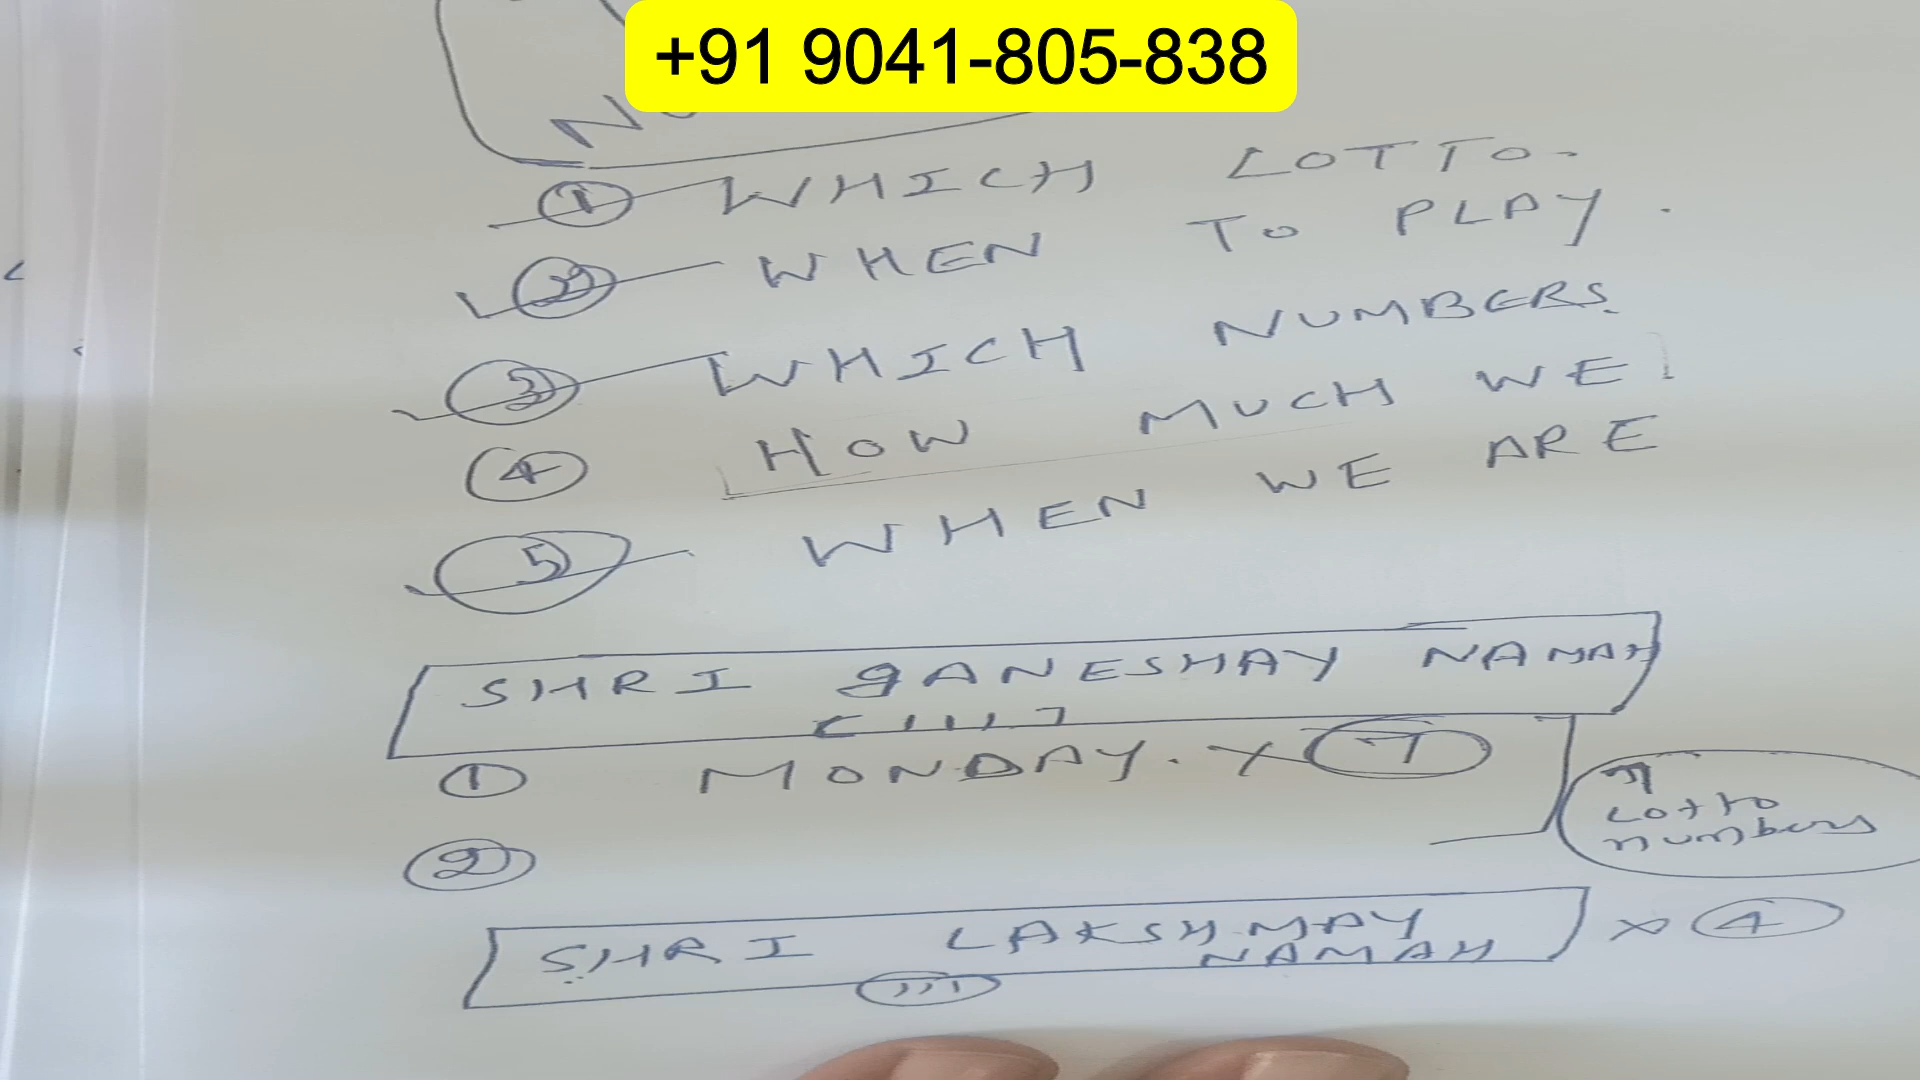 +91 9041-805-838
① WHICH LOTTO.
② WHEN TO PLAY.
③ WHICH NUMBERS.
④ HOW MUCH WE
⑤ WHEN WE ARE
SHRI GANESHAY NAMAH
① MONDAY. × 7
lotto
numbers
②
SHRI LAKSHMAY
NAMAH × 4